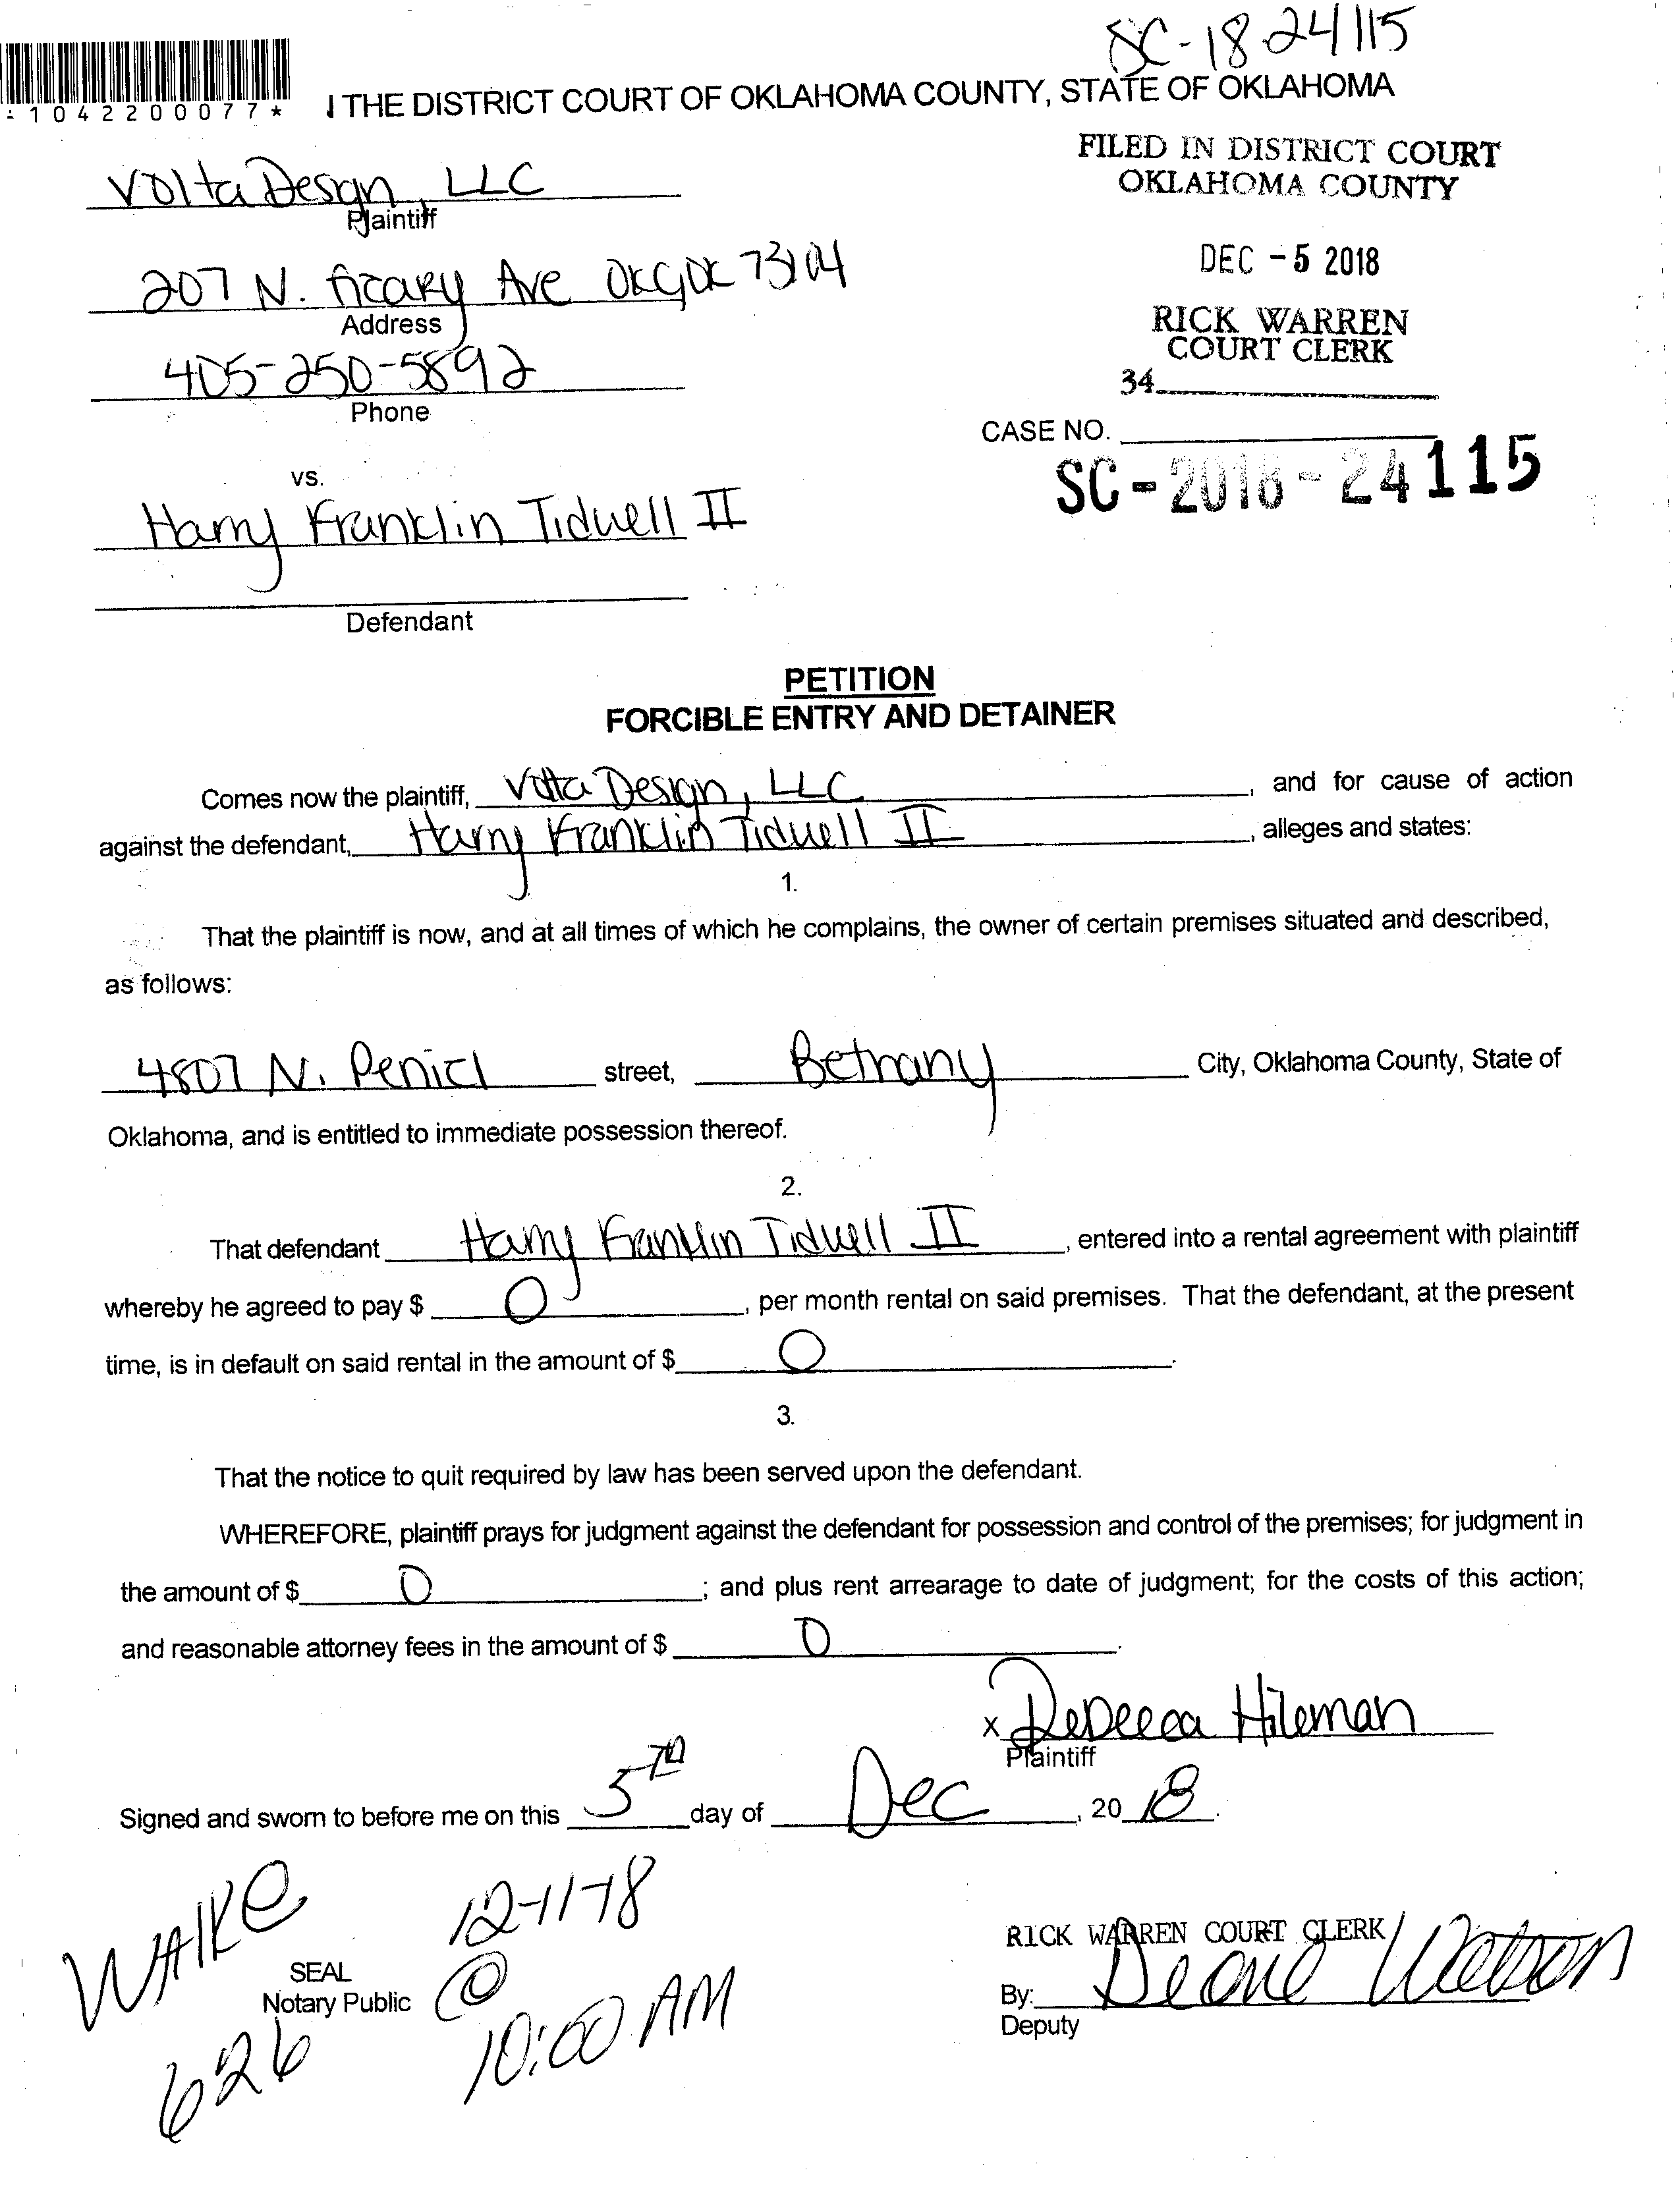 SC-18 24115
1042200077*
THE DISTRICT COURT OF OKLAHOMA COUNTY, STATE OF OKLAHOMA
FILED IN DISTRICT COURT
OKLAHOMA COUNTY
DEC -5 2018
RICK WARREN
COURT CLERK
34
Volta Design, LLC
Plaintiff
207 N. Ave OKC, OK 73104
Address
405-250-5892
Phone
CASE NO.
SC-2018-24115
vs.
Harry Franklin Tidwell II
Defendant
PETITION
FORCIBLE ENTRY AND DETAINER
Comes now the plaintiff, Volta Design, LLC, and for cause of action
against the defendant, Harry Franklin Tidwell II, alleges and states:
1.
That the plaintiff is now, and at all times of which he complains, the owner of certain premises situated and described,
as follows:
4807 N. Peniel street, Bethany City, Oklahoma County, State of
Oklahoma, and is entitled to immediate possession thereof.
2.
That defendant Harry Franklin Tidwell II, entered into a rental agreement with plaintiff
whereby he agreed to pay $ 0, per month rental on said premises. That the defendant, at the present
time, is in default on said rental in the amount of $ 0.
3.
That the notice to quit required by law has been served upon the defendant.
WHEREFORE, plaintiff prays for judgment against the defendant for possession and control of the premises; for judgment in
the amount of $ 0; and plus rent arrearage to date of judgment; for the costs of this action;
and reasonable attorney fees in the amount of $ 0.
x Rebecca Hileman
Plaintiff
Signed and sworn to before me on this 5th day of Dec, 2018.
WAIKE
626
SEAL
Notary Public
12-11-18
@
10:00 AM
RICK WARREN COURT CLERK
By: Deone Watson
Deputy